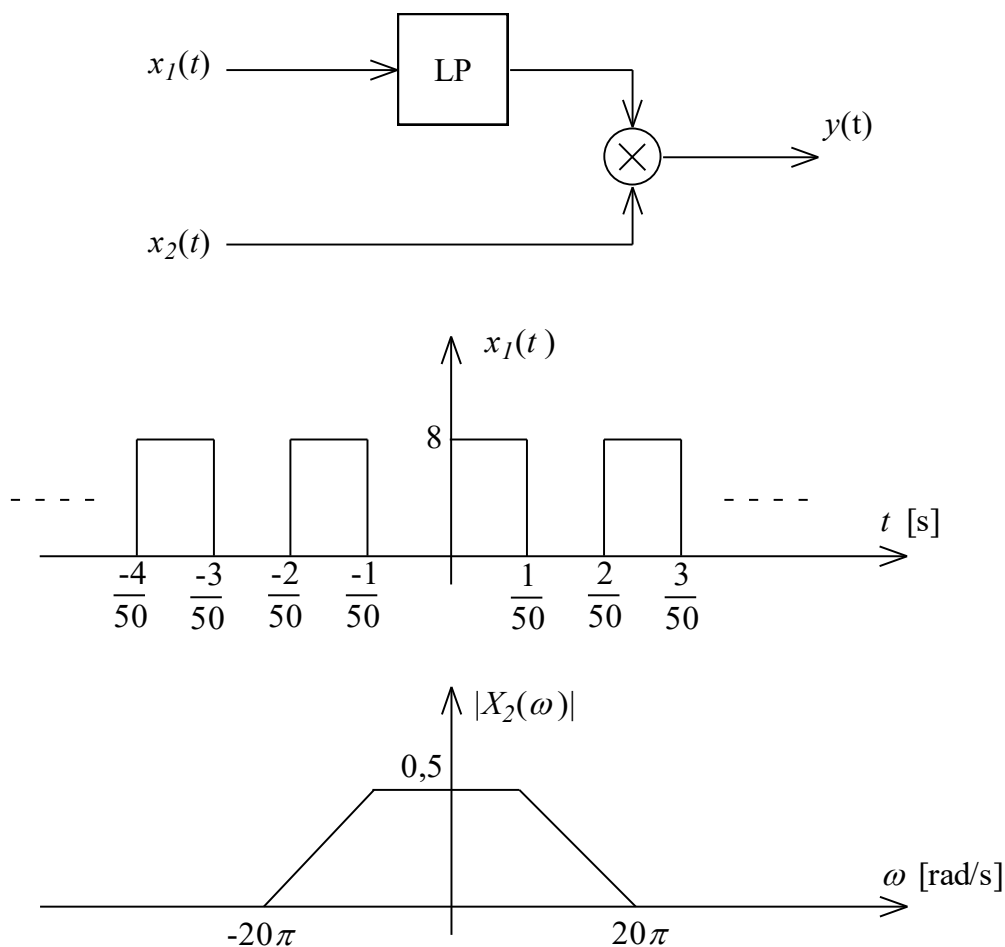 x1(t)
LP
y(t)
x2(t)
x1(t)
8
t [s]
-4/50 -3/50 -2/50 -1/50 1/50 2/50 3/50
|X2(ω)|
0,5
ω [rad/s]
-20π 20π